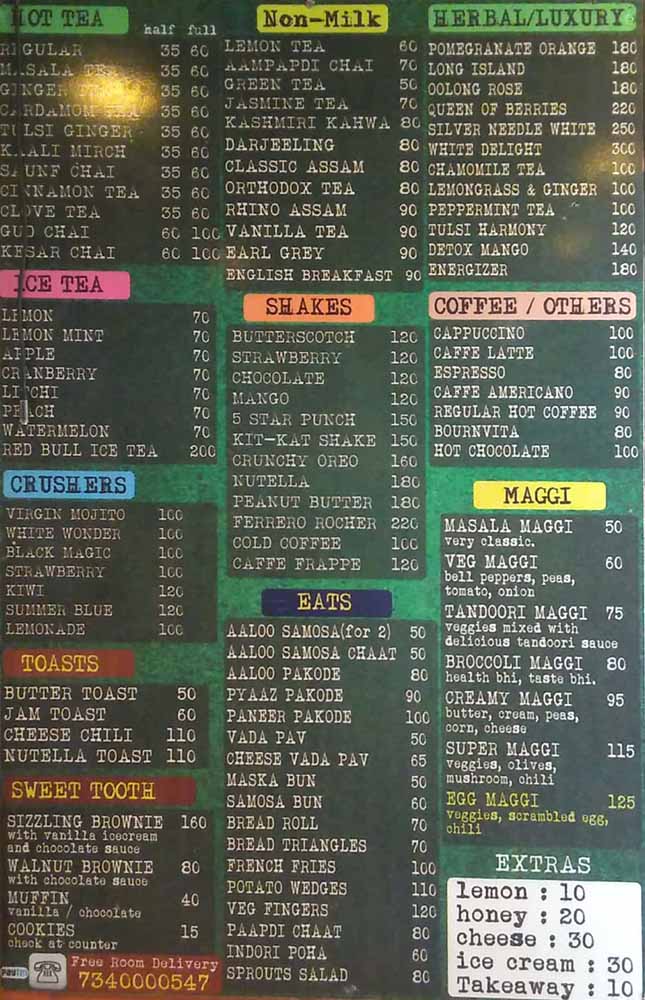 HOT TEA
half full
REGULAR 35 60
MASALA TEA 35 60
GINGER 35 60
CARDAMOM TEA 35 60
TULSI GINGER 35 60
KAALI MIRCH 35 60
SAUNF CHAI 35 60
CINNAMON TEA 35 60
CLOVE TEA 35 60
GUD CHAI 60 100
KESAR CHAI 60 100
ICE TEA
LEMON 70
LEMON MINT 70
APPLE 70
CRANBERRY 70
LITCHI 70
PEACH 70
WATERMELON 70
RED BULL ICE TEA 200
CRUSHERS
VIRGIN MOJITO 100
WHITE WONDER 100
BLACK MAGIC 100
STRAWBERRY 100
KIWI 120
SUMMER BLUE 120
LEMONADE 100
TOASTS
BUTTER TOAST 50
JAM TOAST 60
CHEESE CHILI 110
NUTELLA TOAST 110
SWEET TOOTH
SIZZLING BROWNIE 160
with vanilla icecream
and chocolate sauce
WALNUT BROWNIE 80
with chocolate sauce
MUFFIN 40
vanilla / chocolate
COOKIES 15
check at counter
Paytm
Free Room Delivery
7340000547
Non-Milk
LEMON TEA 60
AAMPAPDI CHAI 70
GREEN TEA 50
JASMINE TEA 70
KASHMIRI KAHWA 80
DARJEELING 80
CLASSIC ASSAM 80
ORTHODOX TEA 80
RHINO ASSAM 90
VANILLA TEA 90
EARL GREY 90
ENGLISH BREAKFAST 90
SHAKES
BUTTERSCOTCH 120
STRAWBERRY 120
CHOCOLATE 120
MANGO 120
5 STAR PUNCH 150
KIT-KAT SHAKE 150
CRUNCHY OREO 160
NUTELLA 180
PEANUT BUTTER 180
FERRERO ROCHER 220
COLD COFFEE 100
CAFFE FRAPPE 120
EATS
AALOO SAMOSA(for 2) 50
AALOO SAMOSA CHAAT 50
AALOO PAKODE 80
PYAAZ PAKODE 90
PANEER PAKODE 100
VADA PAV 50
CHEESE VADA PAV 65
MASKA BUN 50
SAMOSA BUN 60
BREAD ROLL 70
BREAD TRIANGLES 70
FRENCH FRIES 100
POTATO WEDGES 110
VEG FINGERS 120
PAAPDI CHAAT 80
INDORI POHA 60
SPROUTS SALAD 80
HERBAL/LUXURY
POMEGRANATE ORANGE 180
LONG ISLAND 180
OOLONG ROSE 180
QUEEN OF BERRIES 220
SILVER NEEDLE WHITE 250
WHITE DELIGHT 300
CHAMOMILE TEA 100
LEMONGRASS & GINGER 100
PEPPERMINT TEA 100
TULSI HARMONY 120
DETOX MANGO 140
ENERGIZER 180
COFFEE / OTHERS
CAPPUCCINO 100
CAFFE LATTE 100
ESPRESSO 80
CAFFE AMERICANO 90
REGULAR HOT COFFEE 90
BOURNVITA 80
HOT CHOCOLATE 100
MAGGI
MASALA MAGGI 50
very classic.
VEG MAGGI 60
bell peppers, peas,
tomato, onion
TANDOORI MAGGI 75
veggies mixed with
delicious tandoori sauce
BROCCOLI MAGGI 80
health bhi, taste bhi.
CREAMY MAGGI 95
butter, cream, peas,
corn, cheese
SUPER MAGGI 115
veggies, olives,
mushroom, chili
EGG MAGGI 125
veggies, scrambled egg,
chili
EXTRAS
lemon : 10
honey : 20
cheese : 30
ice cream : 30
Takeaway : 10